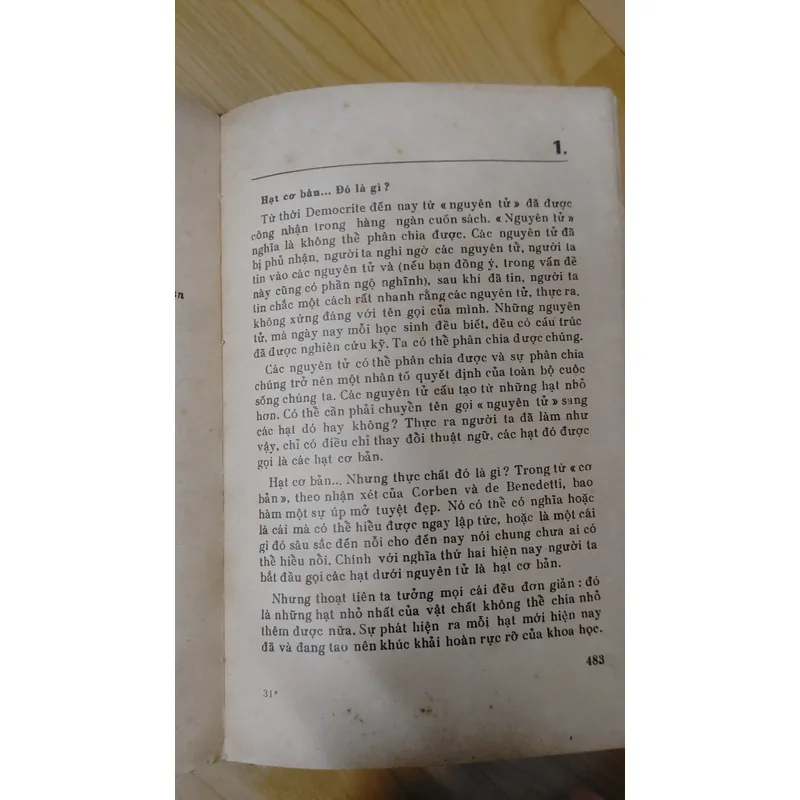 1.
Hạt cơ bản... Đó là gì?
Từ thời Democrite đến nay từ « nguyên tử » đã được
công nhận trong hàng ngàn cuốn sách. « Nguyên tử »
nghĩa là không thể phân chia được. Các nguyên tử đã
bị phủ nhận, người ta nghi ngờ các nguyên tử, người ta
tin vào các nguyên tử và (nếu bạn đồng ý, trong vấn đề
này cũng có phần ngộ nghĩnh), sau khi đã tin, người ta
tin chắc một cách rất nhanh rằng các nguyên tử, thực ra,
không xứng đáng với tên gọi của mình. Những nguyên
tử, mà ngày nay mỗi học sinh đều biết, đều có cấu trúc
đã được nghiên cứu kỹ. Ta có thể phân chia được chúng.
Các nguyên tử có thể phân chia được và sự phân chia
chúng trở nên một nhân tố quyết định của toàn bộ cuộc
sống chúng ta. Các nguyên tử cấu tạo từ những hạt nhỏ
hơn. Có thể cần phải chuyển tên gọi « nguyên tử » sang
các hạt dó hay không? Thực ra người ta đã làm như
vậy, chỉ có điều chỉ thay đổi thuật ngữ, các hạt đó được
gọi là các hạt cơ bản.
Hạt cơ bản... Nhưng thực chất đó là gì? Trong từ « cơ
bản », theo nhận xét của Corben và de Benedetti, bao
hàm một sự úp mở tuyệt đẹp. Nó có thể có nghĩa hoặc
là cái mà có thể hiểu được ngay lập tức, hoặc là một cái
gì đó sâu sắc đến nỗi cho đến nay nói chung chưa ai có
thể hiểu nổi. Chính với nghĩa thứ hai hiện nay người ta
bắt đầu gọi các hạt dưới nguyên tử là hạt cơ bản.
Nhưng thoạt tiên ta tưởng mọi cái đều đơn giản : đó
là những hạt nhỏ nhất của vật chất không thể chia nhỏ
thêm được nữa. Sự phát hiện ra mỗi hạt mới hiện nay
đã và đang tao nên khúc khải hoàn rực rỡ của khoa học.
483
31*